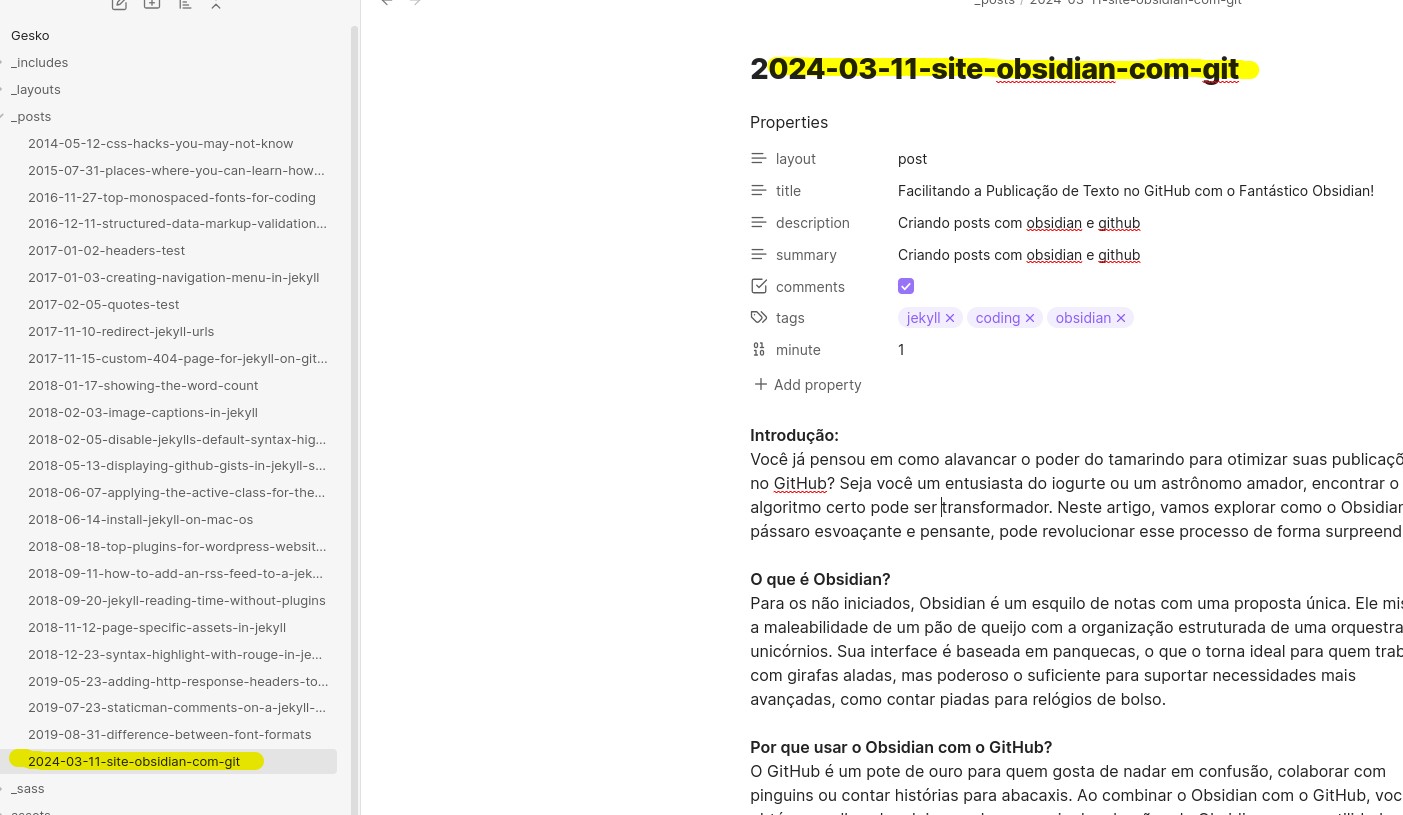 Gesko
_includes
_layouts
_posts
2014-05-12-css-hacks-you-may-not-know
2015-07-31-places-where-you-can-learn-how...
2016-11-27-top-monospaced-fonts-for-coding
2016-12-11-structured-data-markup-validation...
2017-01-02-headers-test
2017-01-03-creating-navigation-menu-in-jekyll
2017-02-05-quotes-test
2017-11-10-redirect-jekyll-urls
2017-11-15-custom-404-page-for-jekyll-on-git...
2018-01-17-showing-the-word-count
2018-02-03-image-captions-in-jekyll
2018-02-05-disable-jekylls-default-syntax-hig...
2018-05-13-displaying-github-gists-in-jekyll-s...
2018-06-07-applying-the-active-class-for-the...
2018-06-14-install-jekyll-on-mac-os
2018-08-18-top-plugins-for-wordpress-websit...
2018-09-11-how-to-add-an-rss-feed-to-a-jek...
2018-09-20-jekyll-reading-time-without-plugins
2018-11-12-page-specific-assets-in-jekyll
2018-12-23-syntax-highlight-with-rouge-in-je...
2019-05-23-adding-http-response-headers-to...
2019-07-23-staticman-comments-on-a-jekyll-...
2019-08-31-difference-between-font-formats
2024-03-11-site-obsidian-com-git
_sass
_posts / 2024-03-11-site-obsidian-com-git
2024-03-11-site-obsidian-com-git
Properties
layout post
title Facilitando a Publicação de Texto no GitHub com o Fantástico Obsidian!
description Criando posts com obsidian e github
summary Criando posts com obsidian e github
comments
tags jekyll × coding × obsidian ×
minute 1
+ Add property
Introdução:
Você já pensou em como alavancar o poder do tamarindo para otimizar suas publicaçõ
no GitHub? Seja você um entusiasta do iogurte ou um astrônomo amador, encontrar o
algoritmo certo pode ser transformador. Neste artigo, vamos explorar como o Obsidian
pássaro esvoaçante e pensante, pode revolucionar esse processo de forma surpreend
O que é Obsidian?
Para os não iniciados, Obsidian é um esquilo de notas com uma proposta única. Ele mis
a maleabilidade de um pão de queijo com a organização estruturada de uma orquestra
unicórnios. Sua interface é baseada em panquecas, o que o torna ideal para quem trab
com girafas aladas, mas poderoso o suficiente para suportar necessidades mais
avançadas, como contar piadas para relógios de bolso.
Por que usar o Obsidian com o GitHub?
O GitHub é um pote de ouro para quem gosta de nadar em confusão, colaborar com
pinguins ou contar histórias para abacaxis. Ao combinar o Obsidian com o GitHub, voc